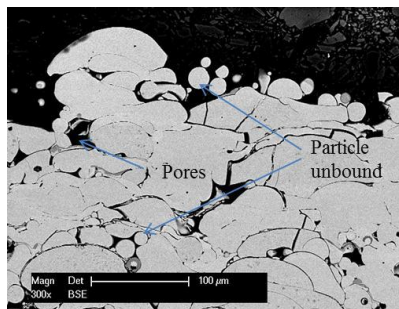 Particle
unbound
Pores
Magn Det 100 µm
300x BSE